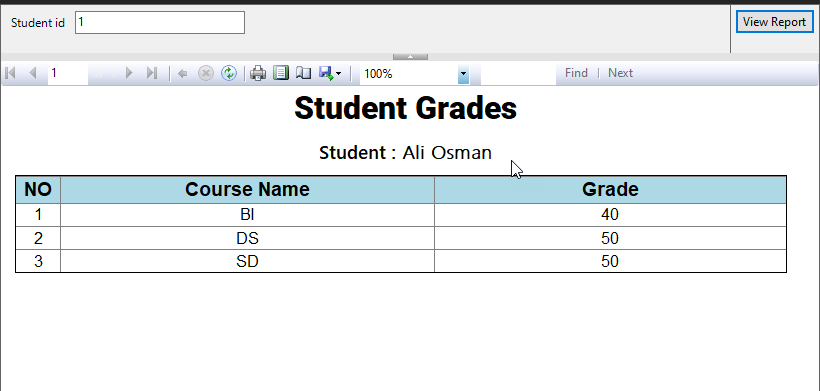 Student id 1 View Report
1 100% Find | Next
Student Grades
Student : Ali Osman
NO Course Name Grade
1 BI 40
2 DS 50
3 SD 50